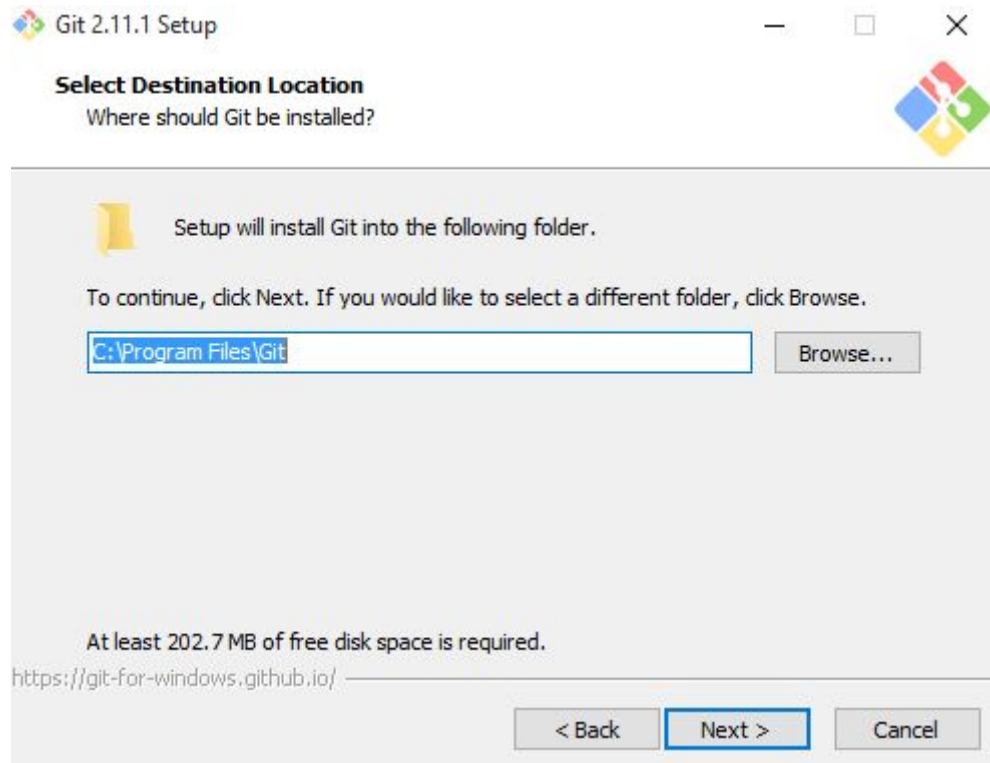 Git 2.11.1 Setup
Select Destination Location
Where should Git be installed?
Setup will install Git into the following folder.
To continue, click Next. If you would like to select a different folder, click Browse.
C:\Program Files\Git
Browse...
At least 202.7 MB of free disk space is required.
https://git-for-windows.github.io/
< Back
Next >
Cancel